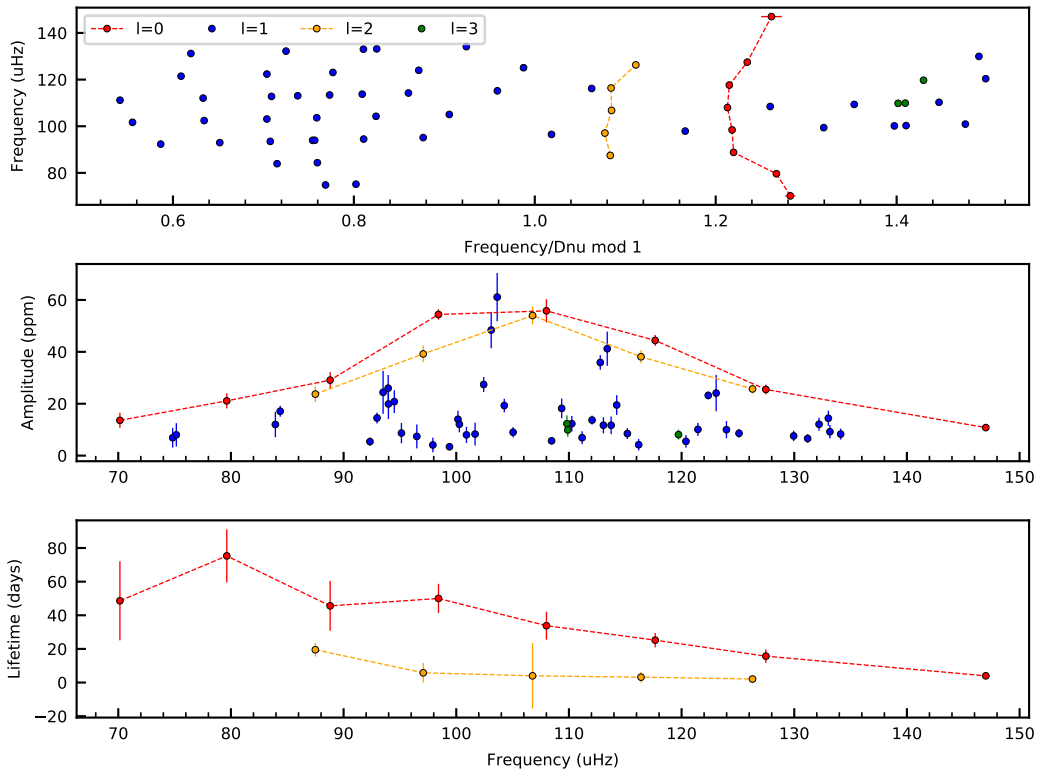 l=0 l=1 l=2 l=3
Frequency (uHz)
140
120
100
80
0.6 0.8 1.0 1.2 1.4
Frequency/Dnu mod 1
Amplitude (ppm)
60
40
20
0
70 80 90 100 110 120 130 140 150
Lifetime (days)
80
60
40
20
0
−20
70 80 90 100 110 120 130 140 150
Frequency (uHz)